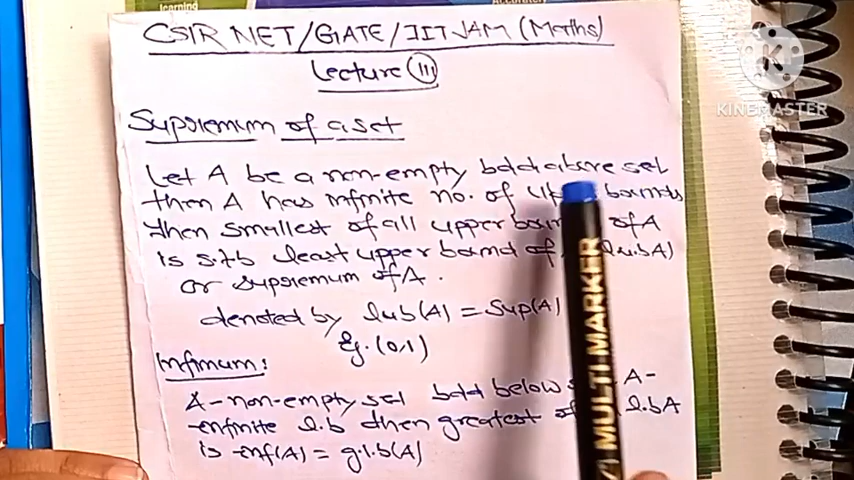 learning
Accurately
CSIR NET/GATE/IIT JAM (Maths)
Lecture (III)
Supremum of a set
Let A be a non-empty bdd above set
then A has infinite no. of bounds
then smallest of all upper of A
is s.t.b least upper bound of (l.u.b A)
or supremum of A.
denoted by lub(A) = Sup(A)
Eg. (0,1)
Infimum:
A-non-empty set bdd below A-
infinite l.b then greatest of l.b A
is inf(A) = g.l.b(A)
MULTI MARKER
KINEMASTER